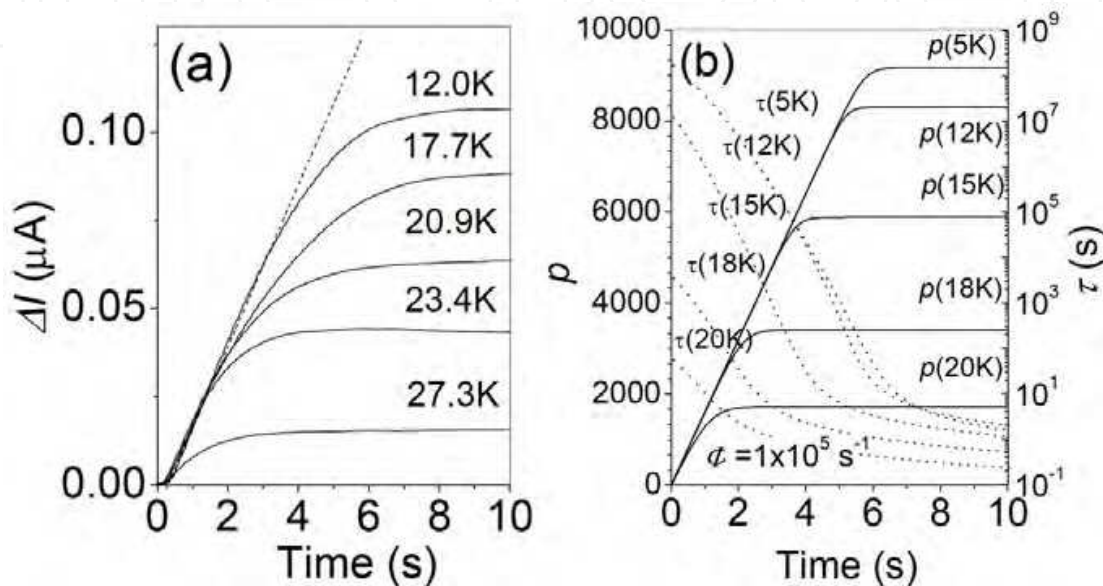 (a)
12.0K
17.7K
20.9K
23.4K
27.3K
0.10
0.05
0.00
ΔI (μA)
0 2 4 6 8 10
Time (s)
(b)
10000
8000
6000
4000
2000
0
p
p(5K)
p(12K)
p(15K)
p(18K)
p(20K)
τ(5K)
τ(12K)
τ(15K)
τ(18K)
τ(20K)
Φ =1x10⁵ s⁻¹
10⁹
10⁷
10⁵
10³
10¹
10⁻¹
τ (s)
0 2 4 6 8 10
Time (s)